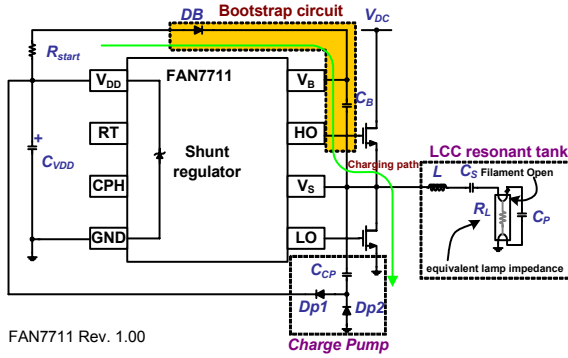 Bootstrap circuit
DB
VDC
Rstart
FAN7711
VDD
VB
CB
RT
HO
Shunt
regulator
Charging path
LCC resonant tank
CVDD
+
L
CS
Filament Open
CPH
VS
RL
CP
GND
LO
equivalent lamp impedance
CCP
Dp1
Dp2
FAN7711 Rev. 1.00
Charge Pump